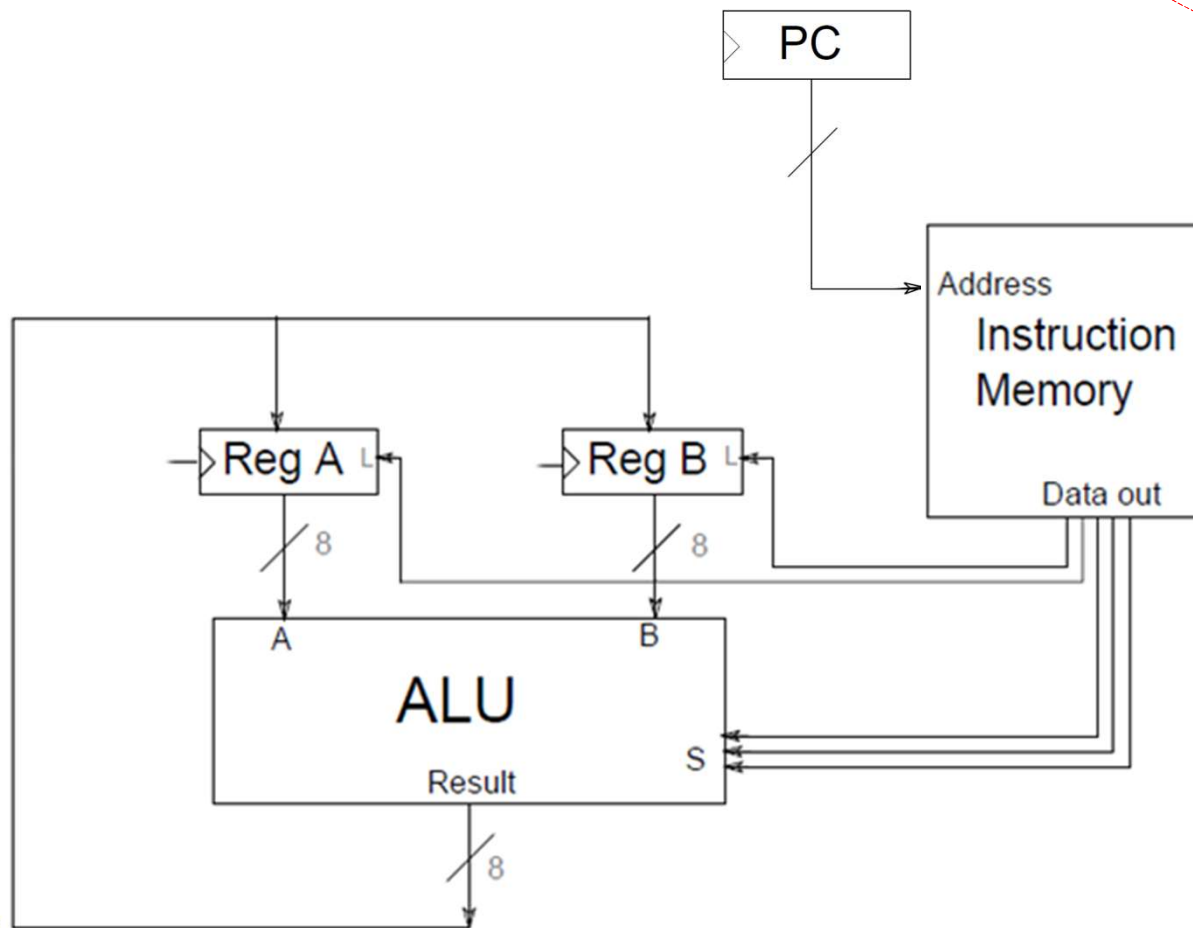 PC
Address
Instruction
Memory
Data out
Reg A L
Reg B L
8
8
A
B
ALU
S
Result
8